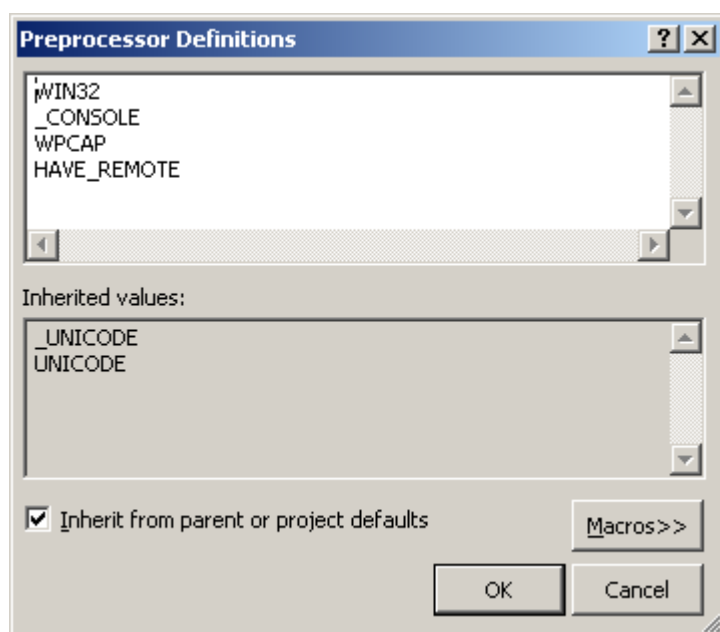 Preprocessor Definitions
WIN32
_CONSOLE
WPCAP
HAVE_REMOTE
Inherited values:
_UNICODE
UNICODE
Inherit from parent or project defaults
Macros>>
OK
Cancel